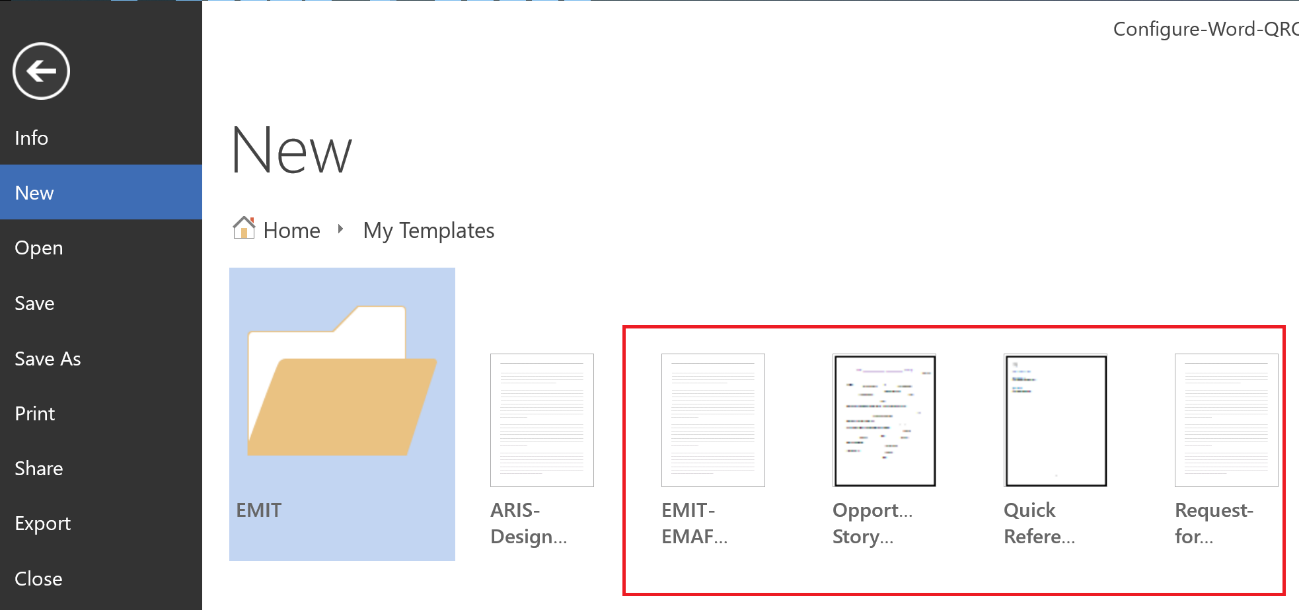 Configure-Word-QRC
Info
New
Open
Save
Save As
Print
Share
Export
Close
New
Home
My Templates
EMIT
ARIS-
Design...
EMIT-
EMAF...
Opport...
Story...
Quick
Refere...
Request-
for...